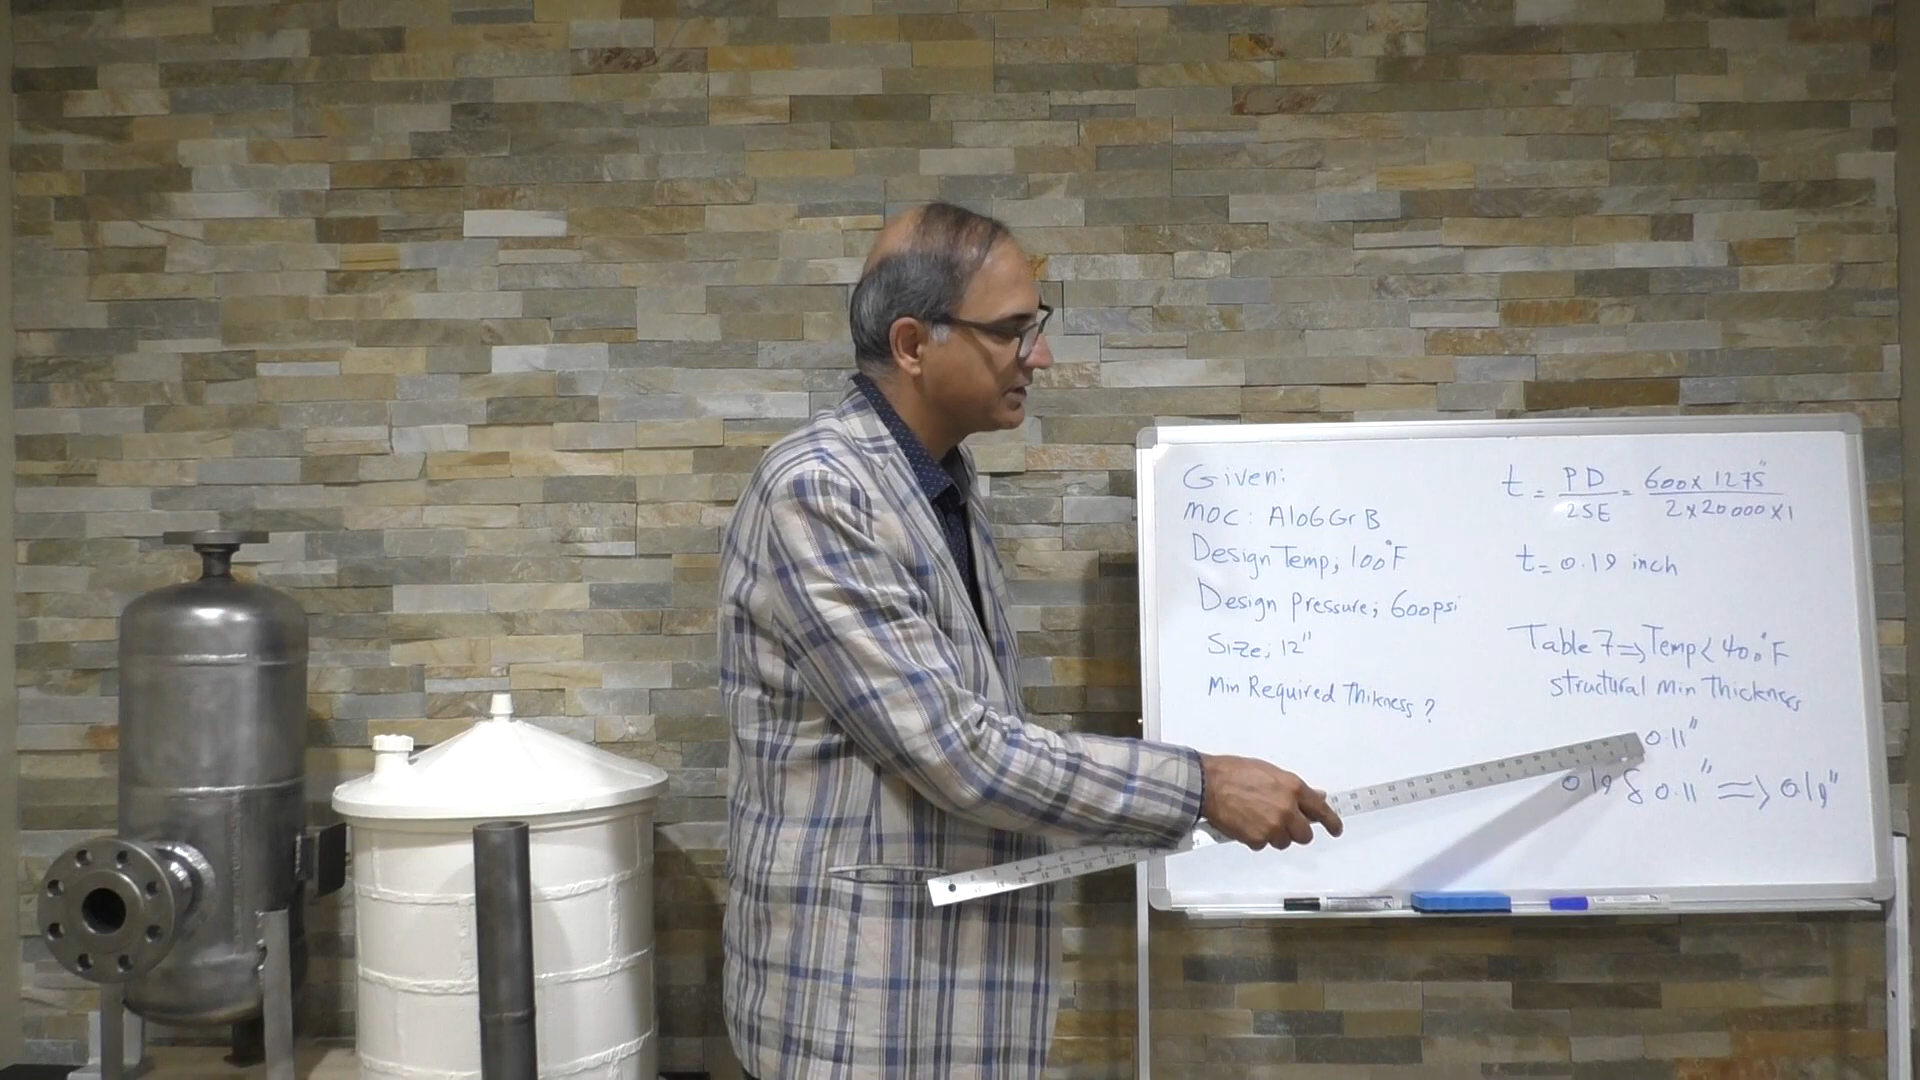 Given:
MOC: A106 Gr B
Design Temp; 100°F
Design Pressure; 600psi
Size; 12"
Min Required Thikness?
t = PD / 2SE = 600 x 12.75" / 2 x 20000 x 1
t = 0.19 inch
Table 7 => Temp < 400°F
structural Min Thickness
0.11"
0.19 & 0.11" => 0.19"